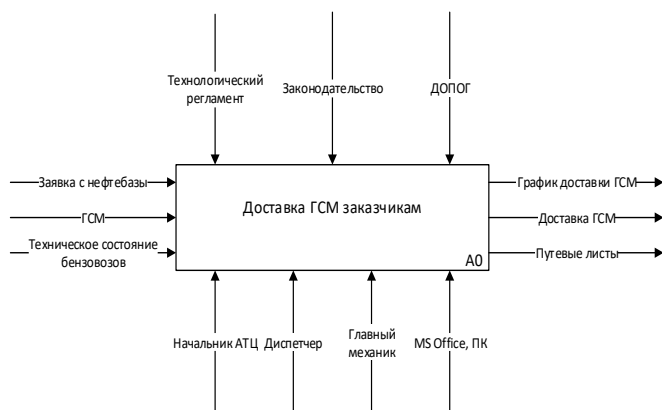 Технологический
регламент
Законодательство
ДОПОГ
Заявка с нефтебазы
ГСМ
Техническое состояние
бензовозов
Доставка ГСМ заказчикам
A0
График доставки ГСМ
Доставка ГСМ
Путевые листы
Начальник АТЦ
Диспетчер
Главный
механик
MS Office, ПК